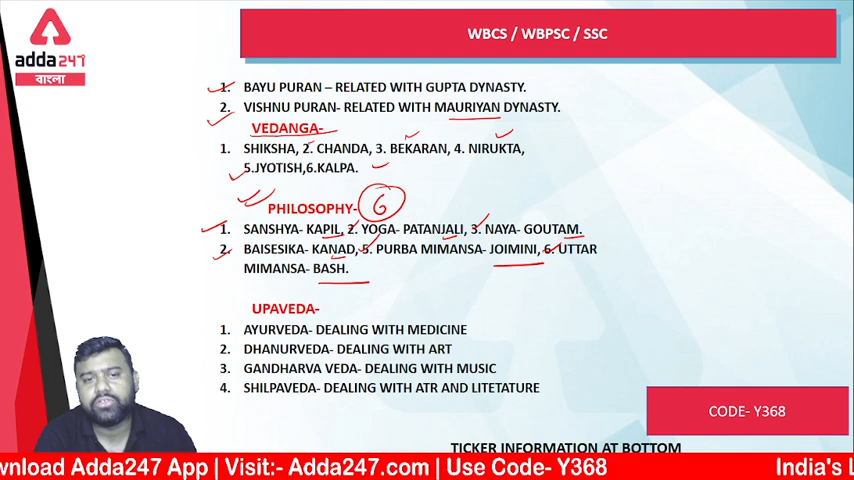 WBCS / WBPSC / SSC
adda247
বাংলা
1. BAYU PURAN – RELATED WITH GUPTA DYNASTY.
2. VISHNU PURAN- RELATED WITH MAURIYAN DYNASTY.
VEDANGA-
1. SHIKSHA, 2. CHANDA, 3. BEKARAN, 4. NIRUKTA,
5.JYOTISH,6.KALPA.
PHILOSOPHY- 6
1. SANSHYA- KAPIL, 2. YOGA- PATANJALI, 3. NAYA- GOUTAM.
2. BAISESIKA- KANAD, 5. PURBA MIMANSA- JOIMINI, 6. UTTAR
MIMANSA- BASH.
UPAVEDA-
1. AYURVEDA- DEALING WITH MEDICINE
2. DHANURVEDA- DEALING WITH ART
3. GANDHARVA VEDA- DEALING WITH MUSIC
4. SHILPAVEDA- DEALING WITH ATR AND LITETATURE
CODE- Y368
TICKER INFORMATION AT BOTTOM
wnload Adda247 App | Visit:- Adda247.com | Use Code- Y368 India's L